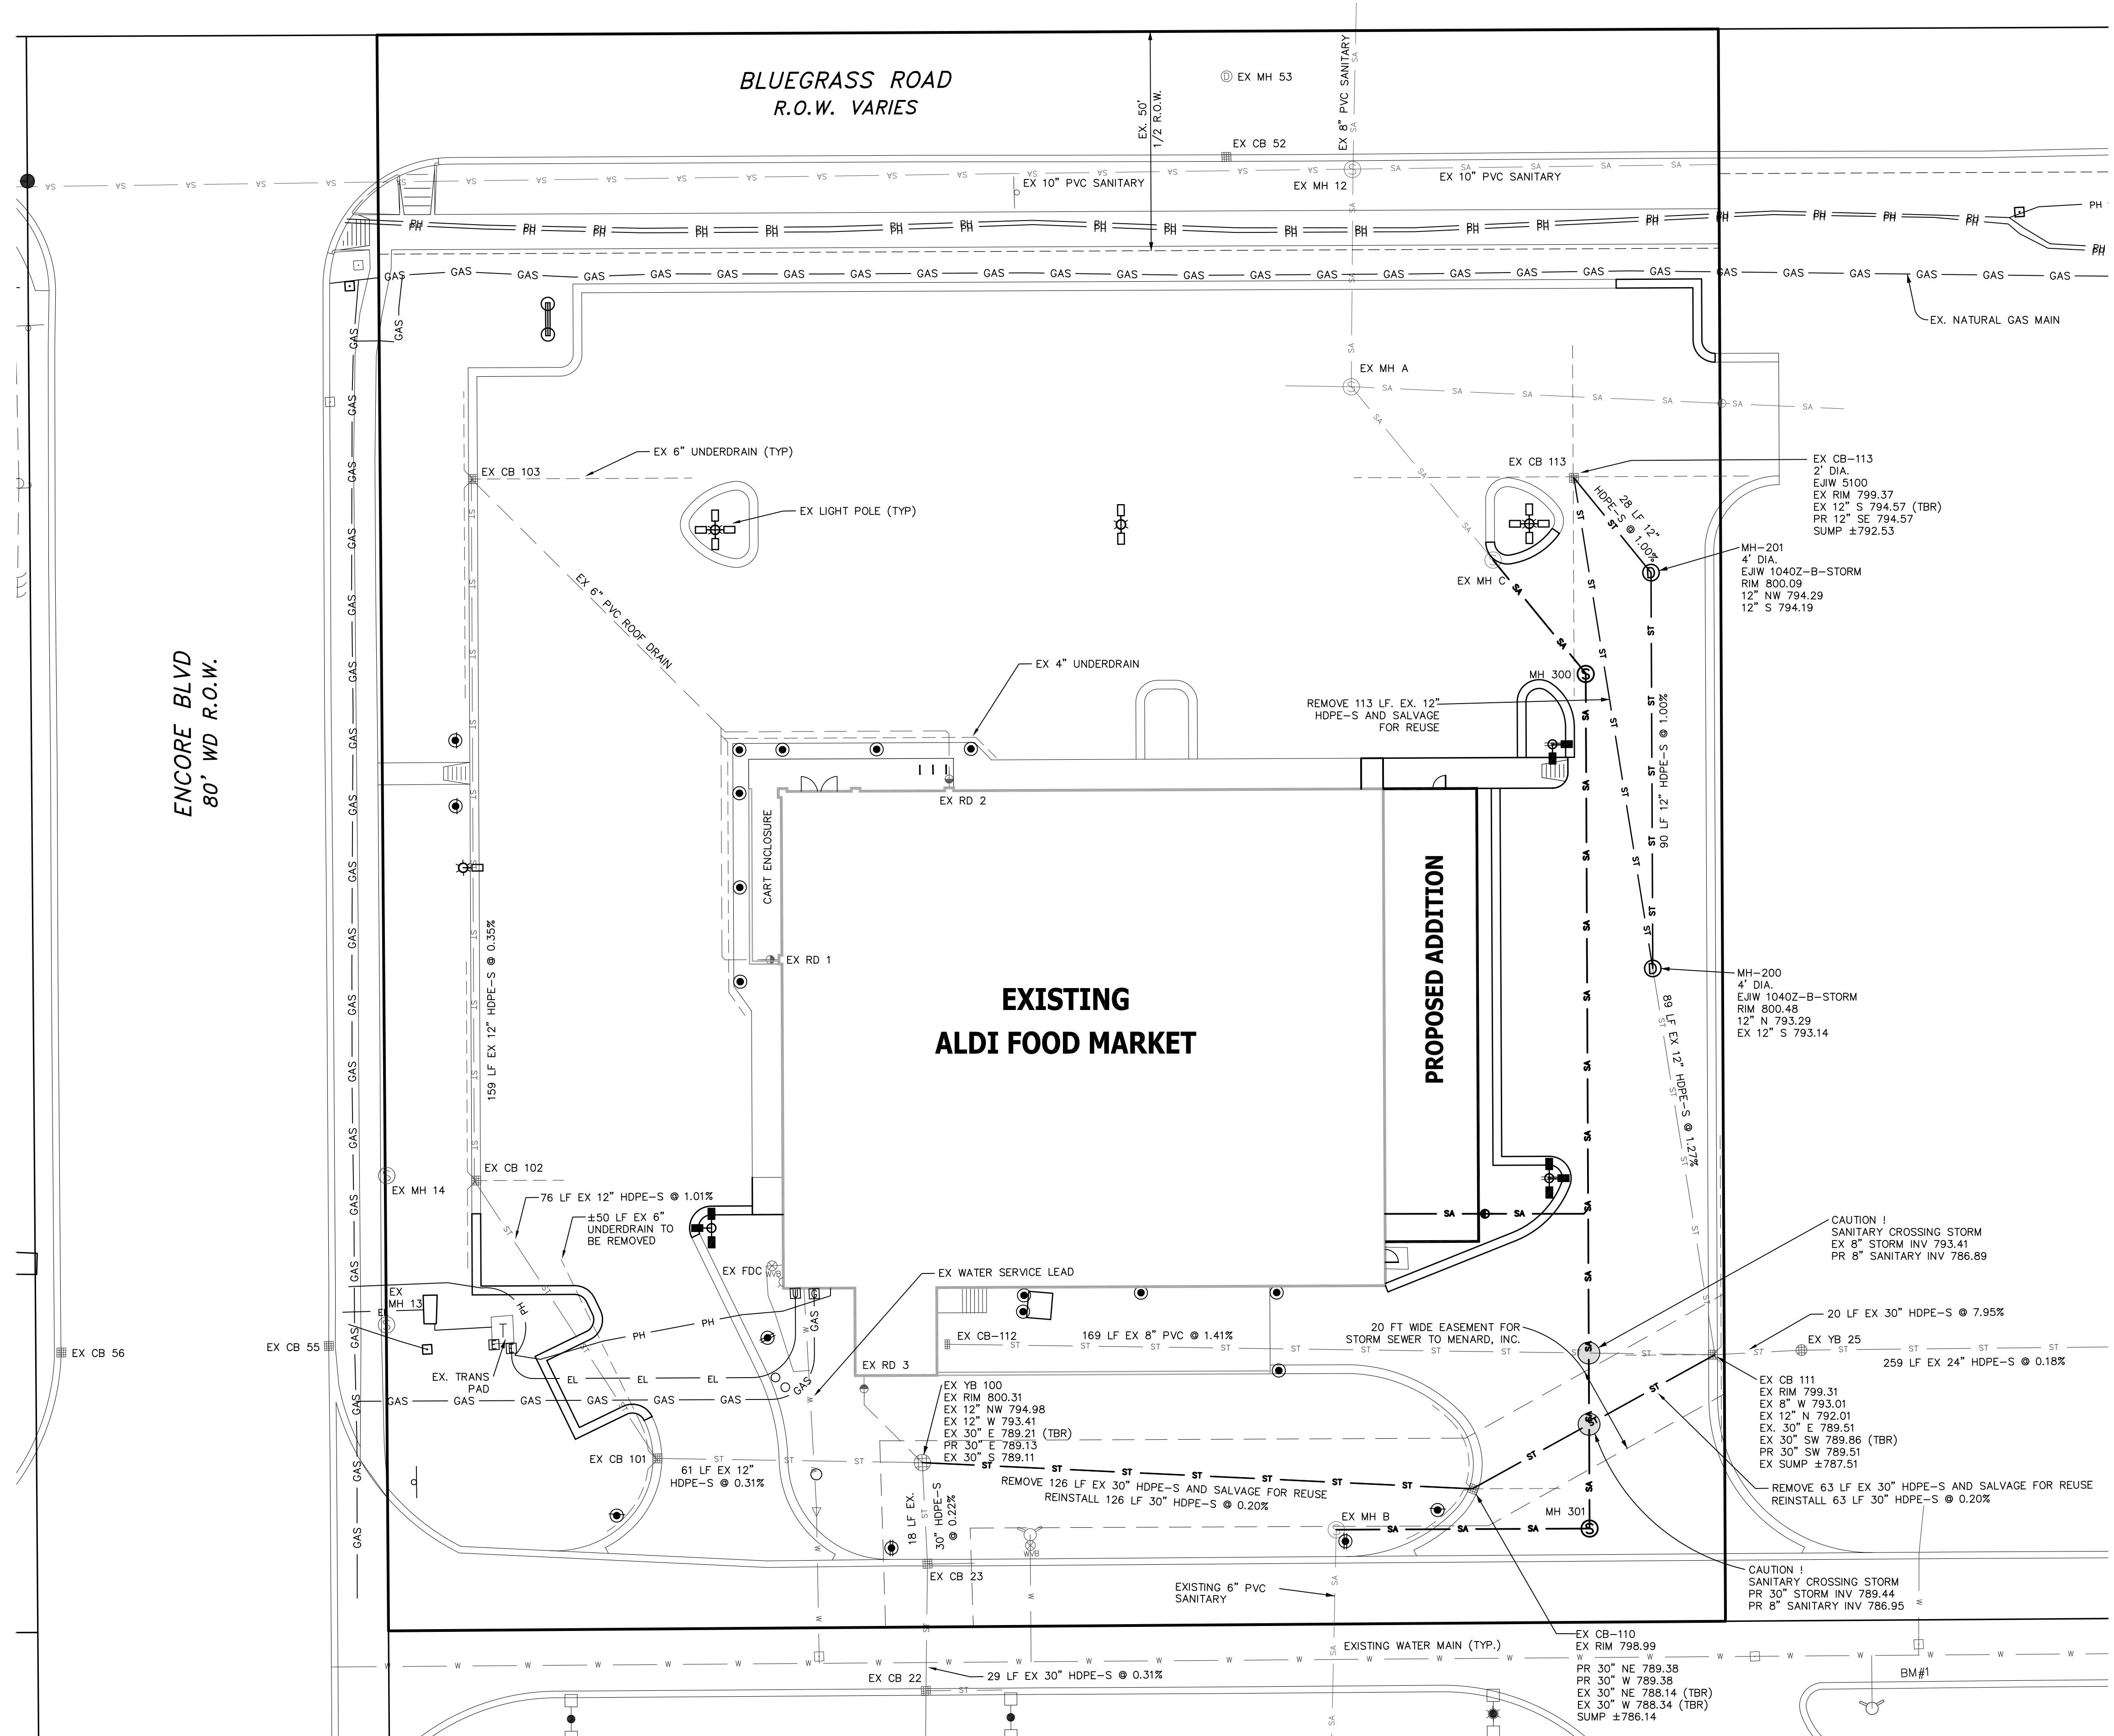 BLUEGRASS ROAD
R.O.W. VARIES
EX. 50'
1/2 R.O.W.
EX MH 53
EX 8" PVC SANITARY
EX CB 52
EX 10" PVC SANITARY
EX MH 12
EX 10" PVC SANITARY
PH
EX. NATURAL GAS MAIN
ENCORE BLVD
80' WD R.O.W.
EX MH A
EX CB 103
EX 6" UNDERDRAIN (TYP)
EX LIGHT POLE (TYP)
EX 6" PVC ROOF DRAIN
EX CB 113
28 LF 12"
HDPE-S @ 1.00%
EX CB-113
2' DIA.
EJIW 5100
EX RIM 799.37
EX 12" S 794.57 (TBR)
PR 12" SE 794.57
SUMP ±792.53
MH-201
4' DIA.
EJIW 1040Z-B-STORM
RIM 800.09
12" NW 794.29
12" S 794.19
EX MH C
EX 4" UNDERDRAIN
MH 300
REMOVE 113 LF. EX. 12"
HDPE-S AND SALVAGE
FOR REUSE
90 LF 12" HDPE-S @ 1.00%
CART ENCLOSURE
EX RD 2
EX RD 1
159 LF EX 12" HDPE-S @ 0.35%
EXISTING
ALDI FOOD MARKET
PROPOSED ADDITION
MH-200
4' DIA.
EJIW 1040Z-B-STORM
RIM 800.48
12" N 793.29
EX 12" S 793.14
89 LF EX 12" HDPE-S @ 1.27%
EX CB 102
EX MH 14
76 LF EX 12" HDPE-S @ 1.01%
±50 LF EX 6"
UNDERDRAIN TO
BE REMOVED
EX FDC
WVB
EX WATER SERVICE LEAD
CAUTION !
SANITARY CROSSING STORM
EX 8" STORM INV 793.41
PR 8" SANITARY INV 786.89
EX
MH 13
EX CB 55
EX CB 56
EX. TRANS
PAD
T
E
E
U
G
EX CB-112
169 LF EX 8" PVC @ 1.41%
20 FT WIDE EASEMENT FOR
STORM SEWER TO MENARD, INC.
20 LF EX 30" HDPE-S @ 7.95%
EX YB 25
259 LF EX 24" HDPE-S @ 0.18%
EX RD 3
EX YB 100
EX RIM 800.31
EX 12" NW 794.98
EX 12" W 793.41
EX 30" E 789.21 (TBR)
PR 30" E 789.13
EX 30" S 789.11
EX CB 111
EX RIM 799.31
EX 8" W 793.01
EX 12" N 792.01
EX. 30" E 789.51
EX 30" SW 789.86 (TBR)
PR 30" SW 789.51
EX SUMP ±787.51
EX CB 101
61 LF EX 12"
HDPE-S @ 0.31%
REMOVE 126 LF EX 30" HDPE-S AND SALVAGE FOR REUSE
REINSTALL 126 LF 30" HDPE-S @ 0.20%
REMOVE 63 LF EX 30" HDPE-S AND SALVAGE FOR REUSE
REINSTALL 63 LF 30" HDPE-S @ 0.20%
18 LF EX.
30" HDPE-S
@ 0.22%
EX MH B
MH 301
WVB
EX CB 23
EXISTING 6" PVC
SANITARY
CAUTION !
SANITARY CROSSING STORM
PR 30" STORM INV 789.44
PR 8" SANITARY INV 786.95
EX CB-110
EX RIM 798.99
PR 30" NE 789.38
PR 30" W 789.38
EX 30" NE 788.14 (TBR)
EX 30" W 788.34 (TBR)
SUMP ±786.14
EXISTING WATER MAIN (TYP.)
EX CB 22
29 LF EX 30" HDPE-S @ 0.31%
BM#1